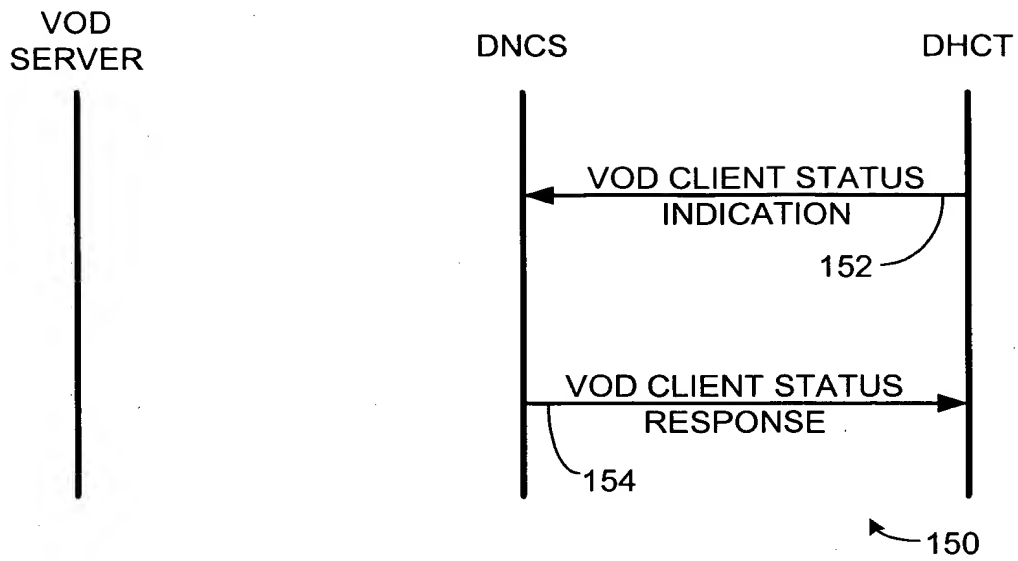 VOD
SERVER
DNCS
DHCT
VOD CLIENT STATUS
INDICATION
152
VOD CLIENT STATUS
RESPONSE
154
150